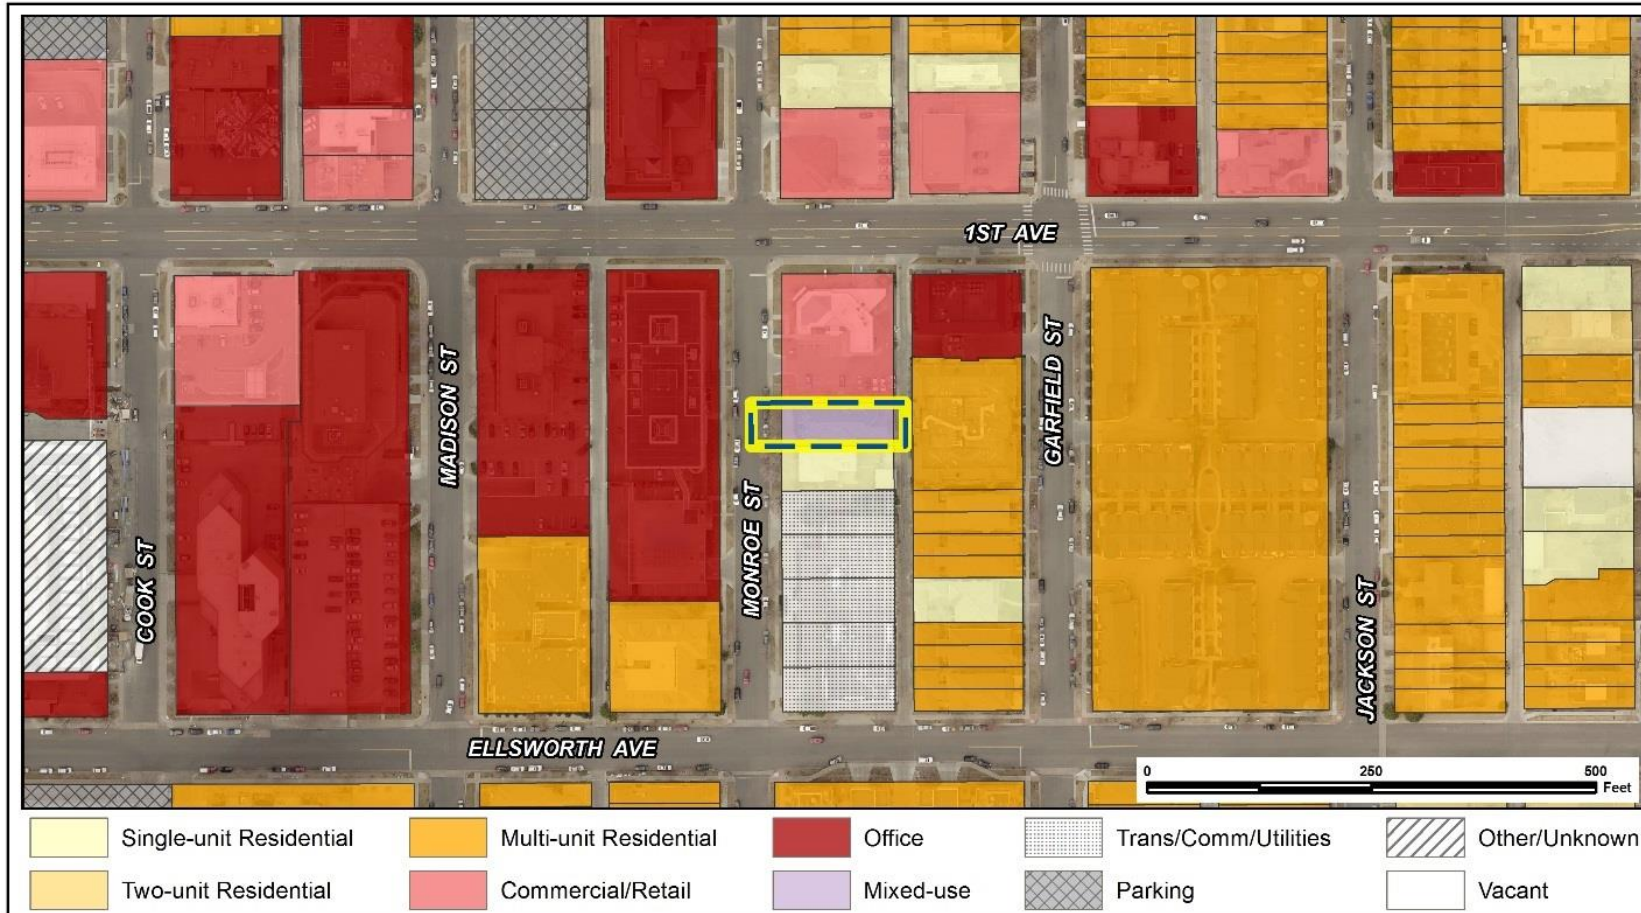 1ST AVE
MADISON ST
GARFIELD ST
MONROE ST
COOK ST
JACKSON ST
ELLSWORTH AVE
0 250 500
Feet
Single-unit Residential
Multi-unit Residential
Office
Trans/Comm/Utilities
Other/Unknown
Two-unit Residential
Commercial/Retail
Mixed-use
Parking
Vacant